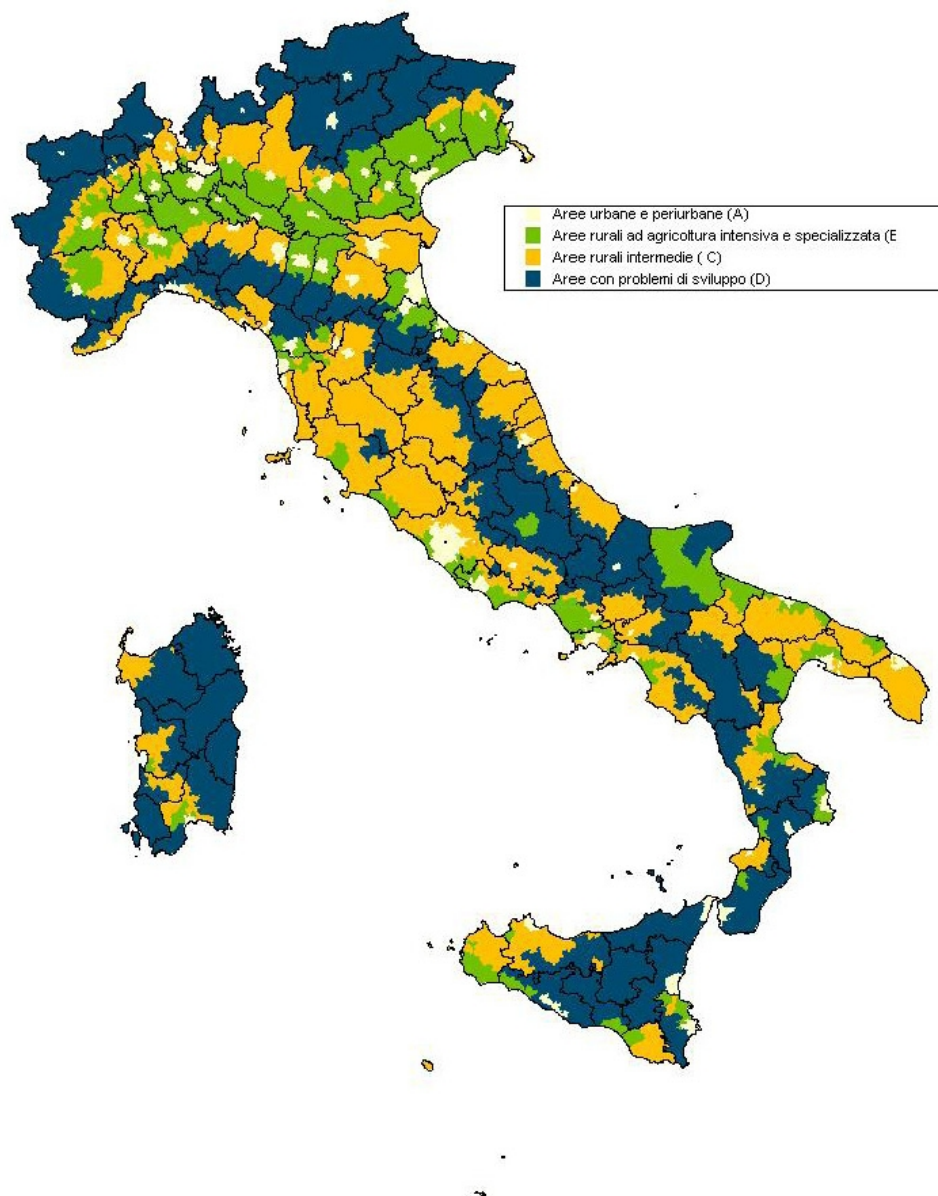 Aree urbane e periurbane (A)
Aree rurali ad agricoltura intensiva e specializzata (E
Aree rurali intermedie ( C)
Aree con problemi di sviluppo (D)